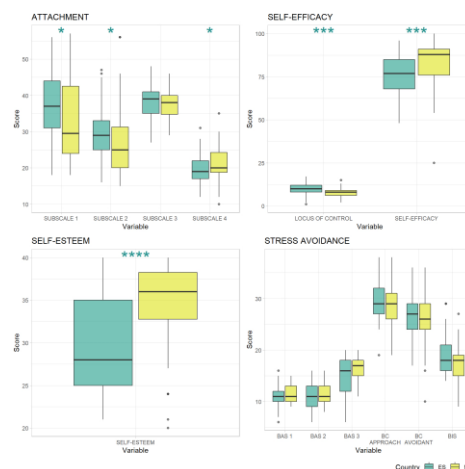 ATTACHMENT
* * *
60
50
40
30
20
10
Score
SUBSCALE 1 SUBSCALE 2 SUBSCALE 3 SUBSCALE 4
Variable
SELF-EFFICACY
*** ***
100
75
50
25
0
Score
LOCUS OF CONTROL SELF-EFFICACY
Variable
SELF-ESTEEM
****
40
35
30
25
20
Score
SELF-ESTEEM
Variable
STRESS AVOIDANCE
30
20
10
Score
BAS 1 BAS 2 BAS 3 BC BC BIS
APPROACH AVOIDANT
Variable
Country ES